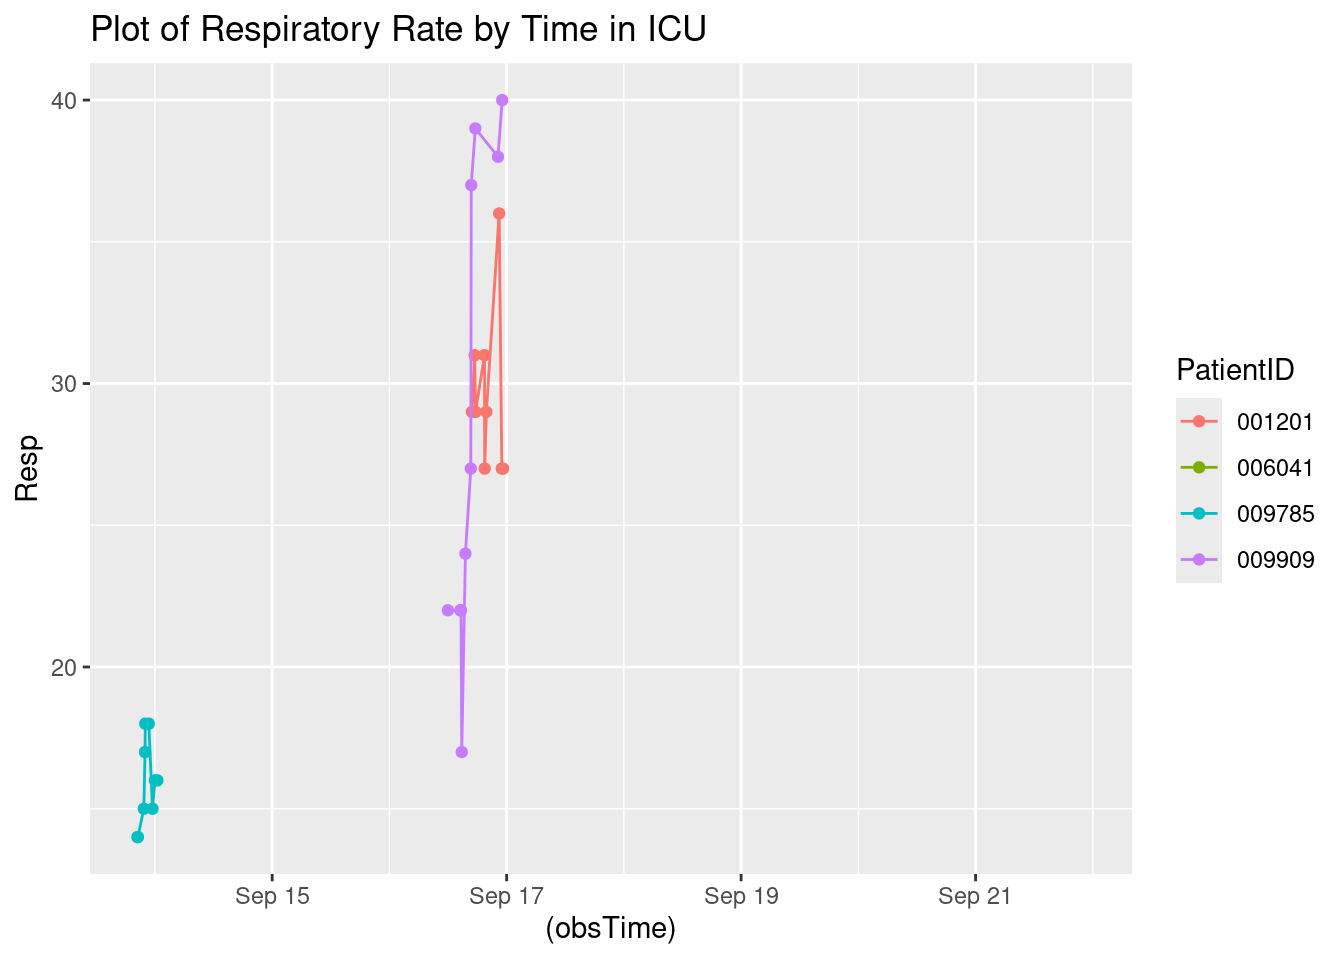 Plot of Respiratory Rate by Time in ICU
40
30
20
Resp
Sep 15
Sep 17
Sep 19
Sep 21
(obsTime)
PatientID
001201
006041
009785
009909